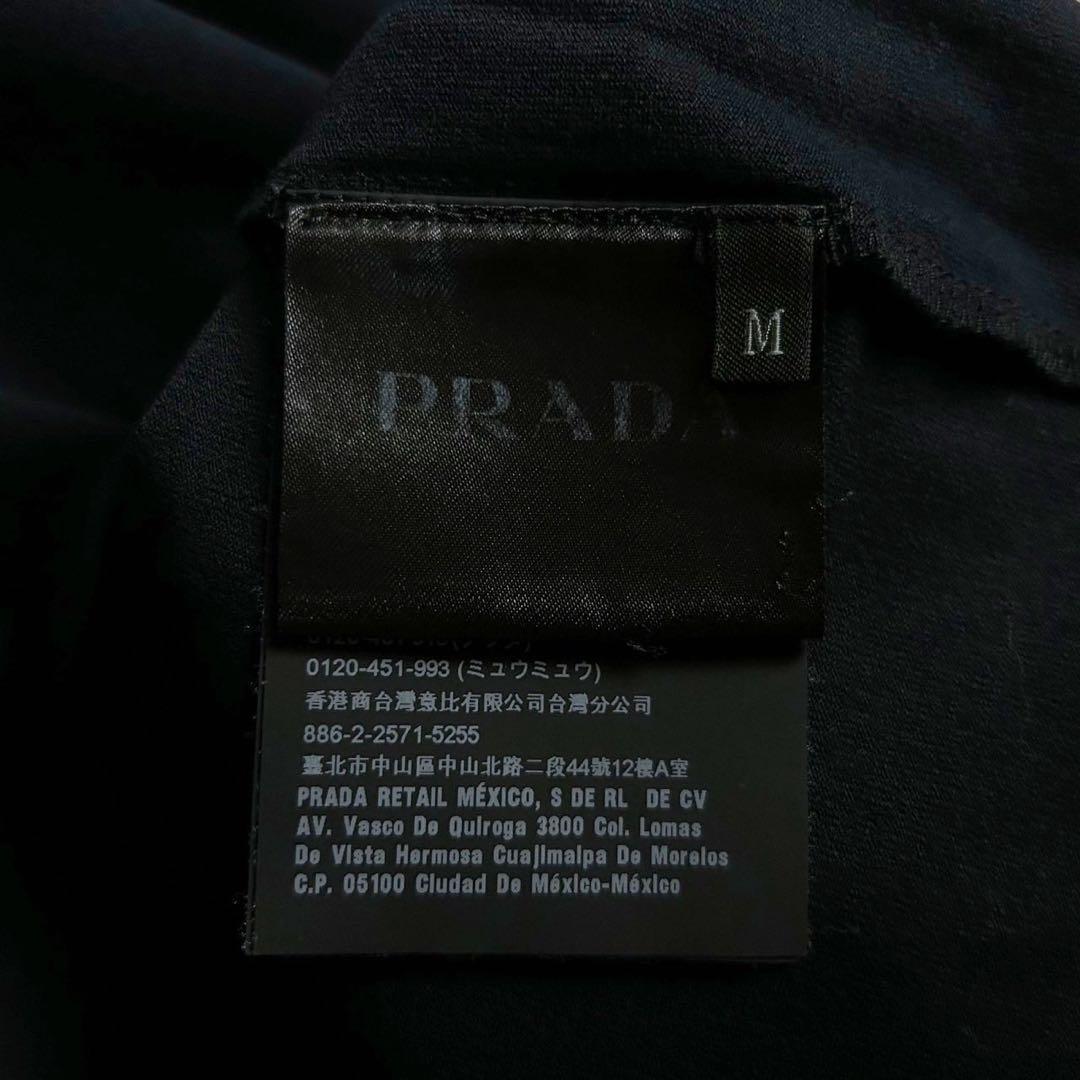 PRADA
M
0120-451-993 (ミュウミュウ)
香港商台灣意比有限公司台灣分公司
886-2-2571-5255
臺北市中山區中山北路二段44號12樓A室
PRADA RETAIL MÉXICO, S DE RL DE CV
AV. Vasco De Quiroga 3800 Col. Lomas
De Vista Hermosa Cuajimalpa De Morelos
C.P. 05100 Ciudad De México-México